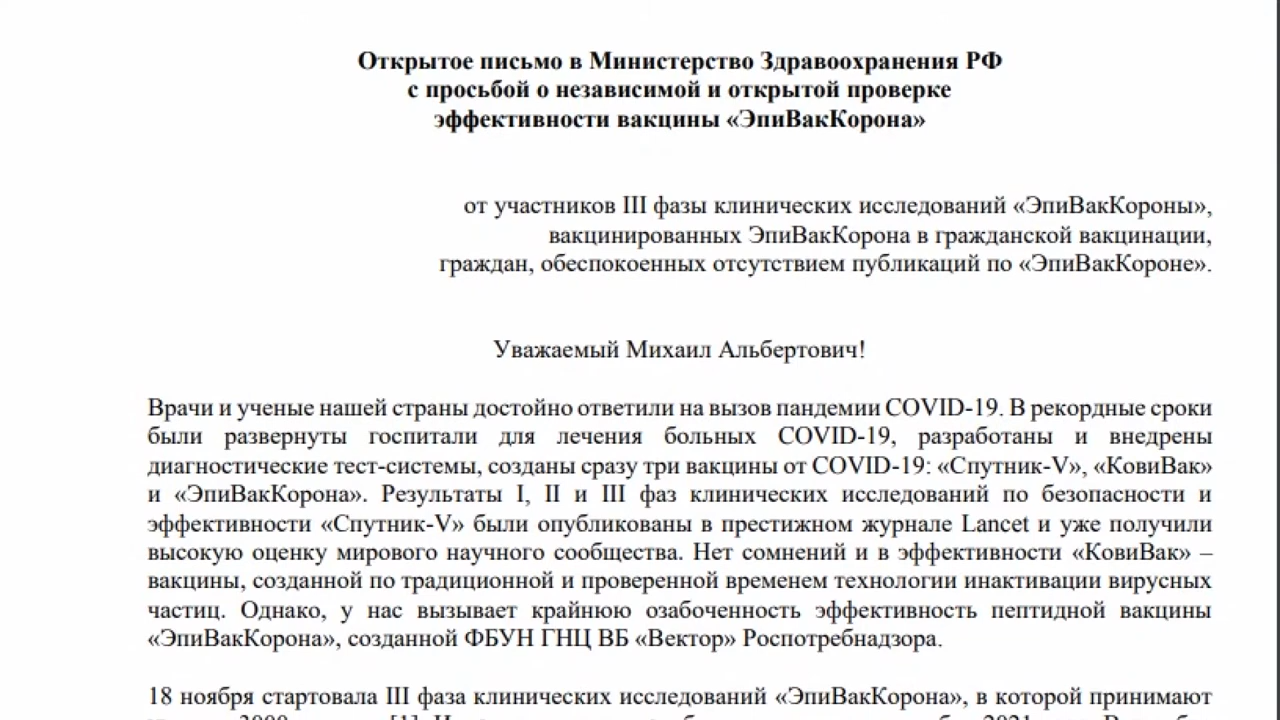 Открытое письмо в Министерство Здравоохранения РФ
с просьбой о независимой и открытой проверке
эффективности вакцины «ЭпиВакКорона»
от участников III фазы клинических исследований «ЭпиВакКороны»,
вакцинированных ЭпиВакКорона в гражданской вакцинации,
граждан, обеспокоенных отсутствием публикаций по «ЭпиВакКороне».
Уважаемый Михаил Альбертович!
Врачи и ученые нашей страны достойно ответили на вызов пандемии COVID-19. В рекордные сроки
были развернуты госпитали для лечения больных COVID-19, разработаны и внедрены
диагностические тест-системы, созданы сразу три вакцины от COVID-19: «Спутник-V», «КовиВак»
и «ЭпиВакКорона». Результаты I, II и III фаз клинических исследований по безопасности и
эффективности «Спутник-V» были опубликованы в престижном журнале Lancet и уже получили
высокую оценку мирового научного сообщества. Нет сомнений и в эффективности «КовиВак» –
вакцины, созданной по традиционной и проверенной временем технологии инактивации вирусных
частиц. Однако, у нас вызывает крайнюю озабоченность эффективность пептидной вакцины
«ЭпиВакКорона», созданной ФБУН ГНЦ ВБ «Вектор» Роспотребнадзора.
18 ноября стартовала III фаза клинических исследований «ЭпиВакКорона», в которой принимают